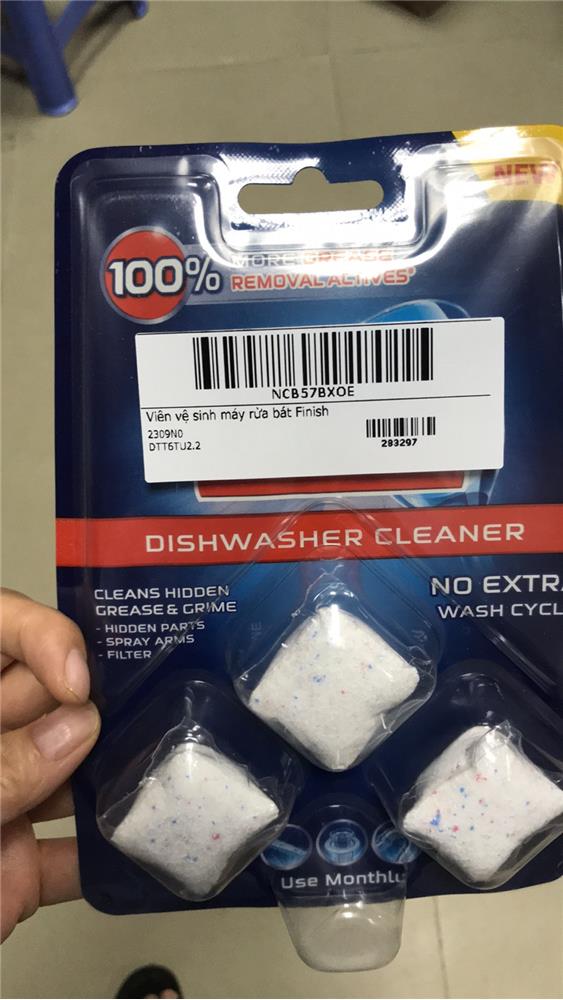 NEW
100%
MORE GREASE
REMOVAL ACTIVES
NCB57BXOE
Viên vệ sinh máy rửa bát Finish
2309N0
DTT6TU2.2
283297
DISHWASHER CLEANER
CLEANS HIDDEN
GREASE & GRIME
- HIDDEN PARTS
- SPRAY ARMS
- FILTER
NO EXTRA
WASH CYCL
Use Monthly